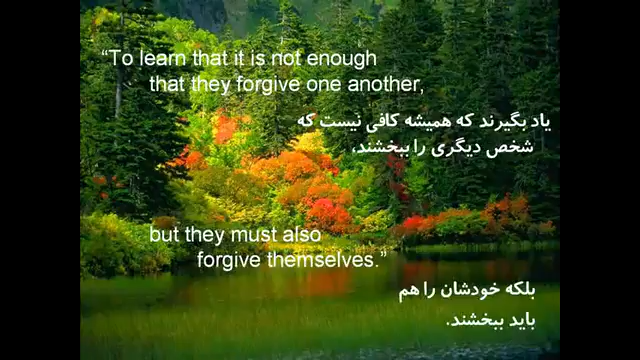 “To learn that it is not enough
that they forgive one another,
یاد بگیرند که همیشه کافی نیست که
شخص دیگری را ببخشند،
but they must also
forgive themselves.”
بلکه خودشان را هم
باید ببخشند.